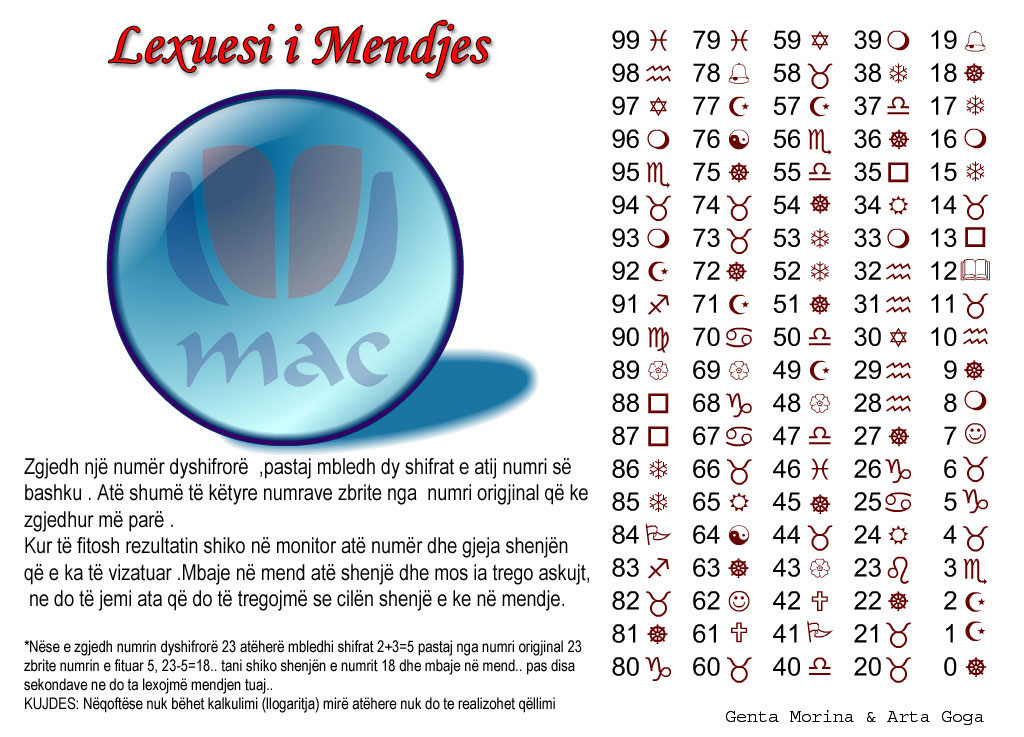 Lexuesi i Mendjes
mac
Zgjedh një numër dyshifrorë ,pastaj mbledh dy shifrat e atij numri së
bashku . Atë shumë të këtyre numrave zbrite nga numri origjinal që ke
zgjedhur më parë .
Kur të fitosh rezultatin shiko në monitor atë numër dhe gjeja shenjën
që e ka të vizatuar .Mbaje në mend atë shenjë dhe mos ia trego askujt,
ne do të jemi ata që do të tregojmë se cilën shenjë e ke në mendje.
*Nëse e zgjedh numrin dyshifrorë 23 atëherë mbledhi shifrat 2+3=5 pastaj nga numri origjinal 23
zbrite numrin e fituar 5, 23-5=18.. tani shiko shenjën e numrit 18 dhe mbaje në mend.. pas disa
sekondave ne do ta lexojmë mendjen tuaj..
KUJDES: Nëqoftëse nuk bëhet kalkulimi (llogaritja) mirë atëhere nuk do te realizohet qëllimi
99 79 59 39 19
98 78 58 38 18
97 77 57 37 17
96 76 56 36 16
95 75 55 35 15
94 74 54 34 14
93 73 53 33 13
92 72 52 32 12
91 71 51 31 11
90 70 50 30 10
89 69 49 29 9
88 68 48 28 8
87 67 47 27 7
86 66 46 26 6
85 65 45 25 5
84 64 44 24 4
83 63 43 23 3
82 62 42 22 2
81 61 41 21 1
80 60 40 20 0
Genta Morina & Arta Goga